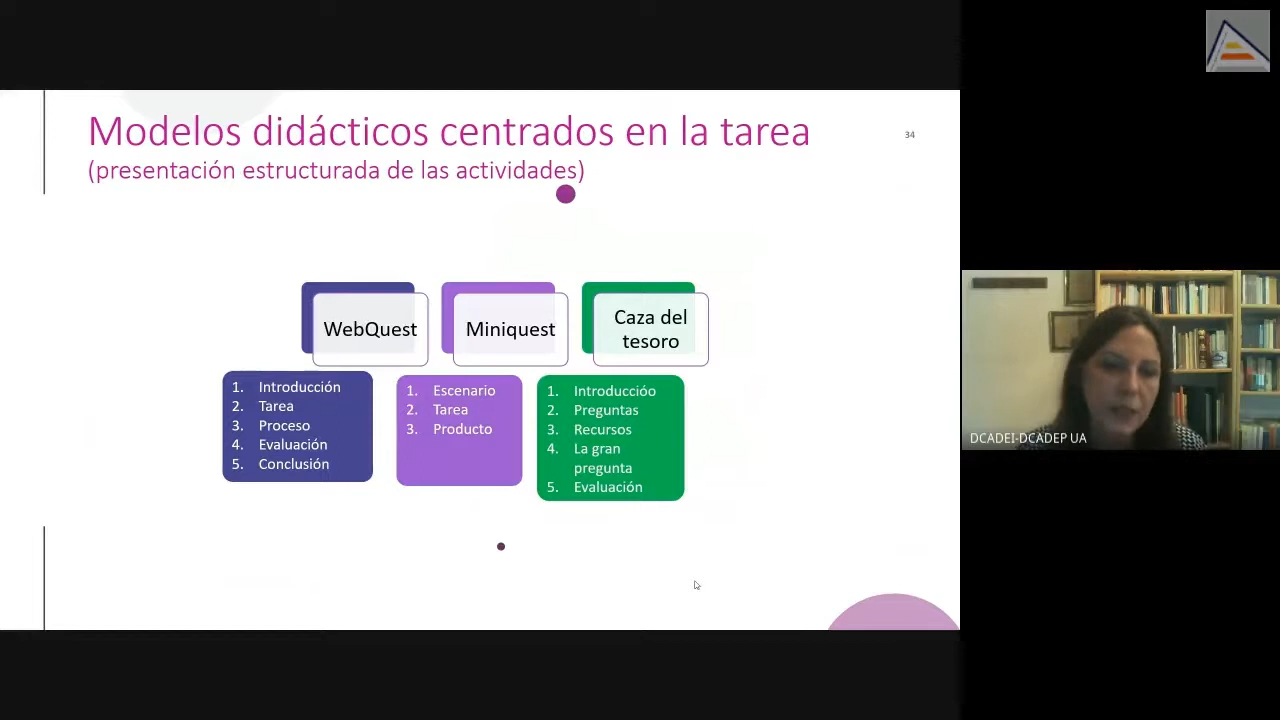 Modelos didácticos centrados en la tarea
34
(presentación estructurada de las actividades)
WebQuest
Miniquest
Caza del
tesoro
1. Introducción
2. Tarea
3. Proceso
4. Evaluación
5. Conclusión
1. Escenario
2. Tarea
3. Producto
1. Introduccióo
2. Preguntas
3. Recursos
4. La gran
pregunta
5. Evaluación
DCADEI-DCADEP UA